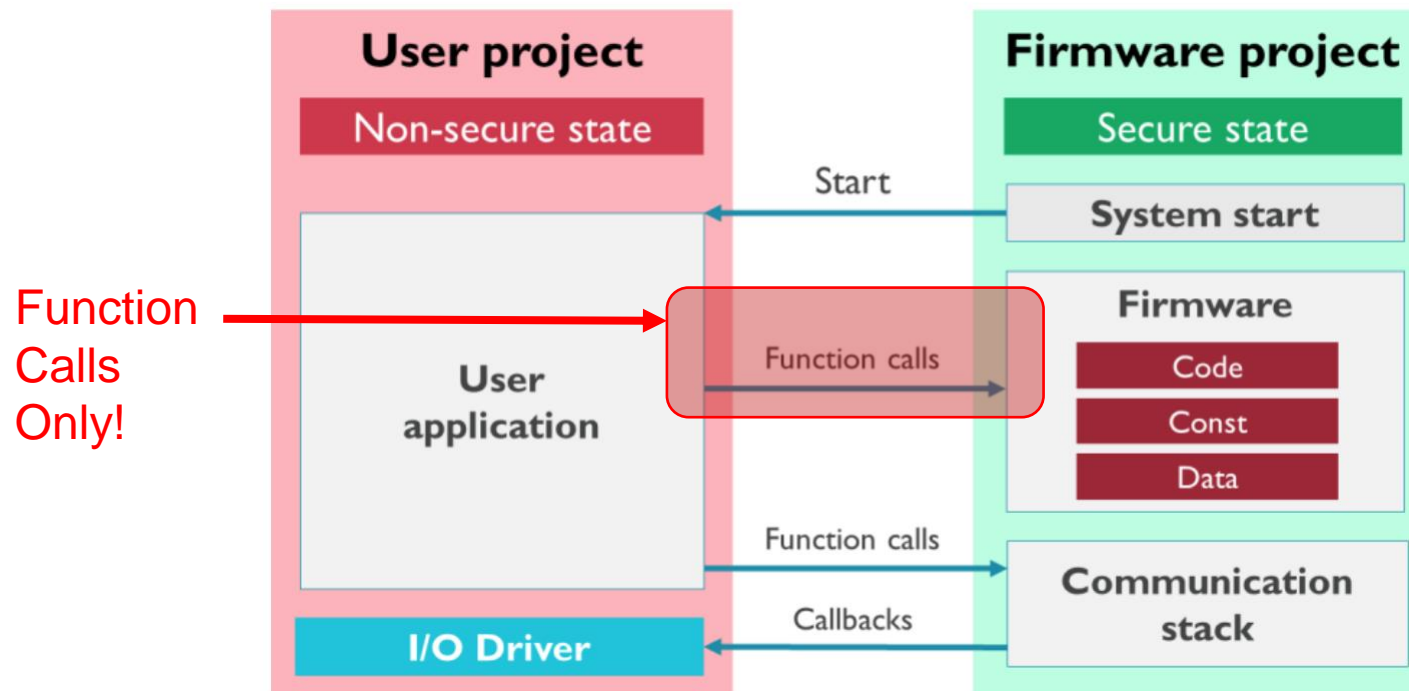 User project
Non-secure state
Firmware project
Secure state
Start
System start
Function
Calls
Only!
User
application
Function calls
Firmware
Code
Const
Data
Function calls
Callbacks
Communication
stack
I/O Driver